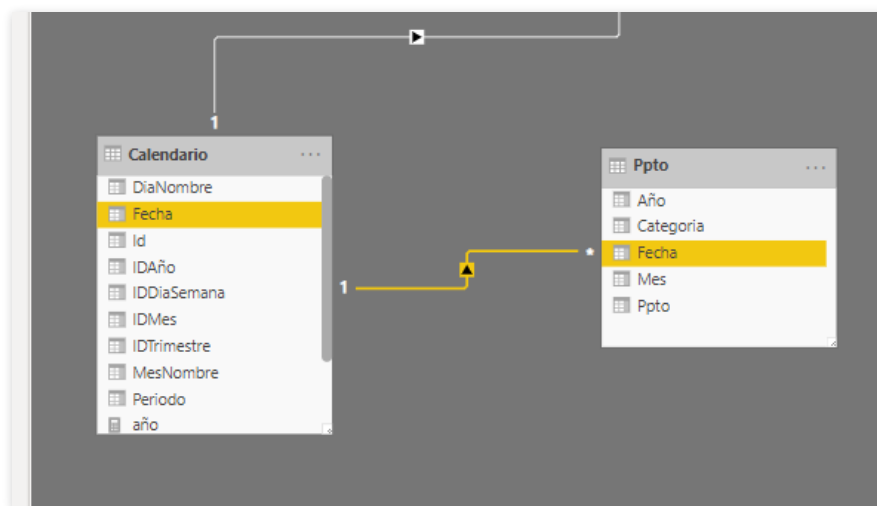 1
Calendario
DiaNombre
Fecha
Id
IDAño
IDDiaSemana
IDMes
IDTrimestre
MesNombre
Periodo
año
1
*
Ppto
Año
Categoria
Fecha
Mes
Ppto